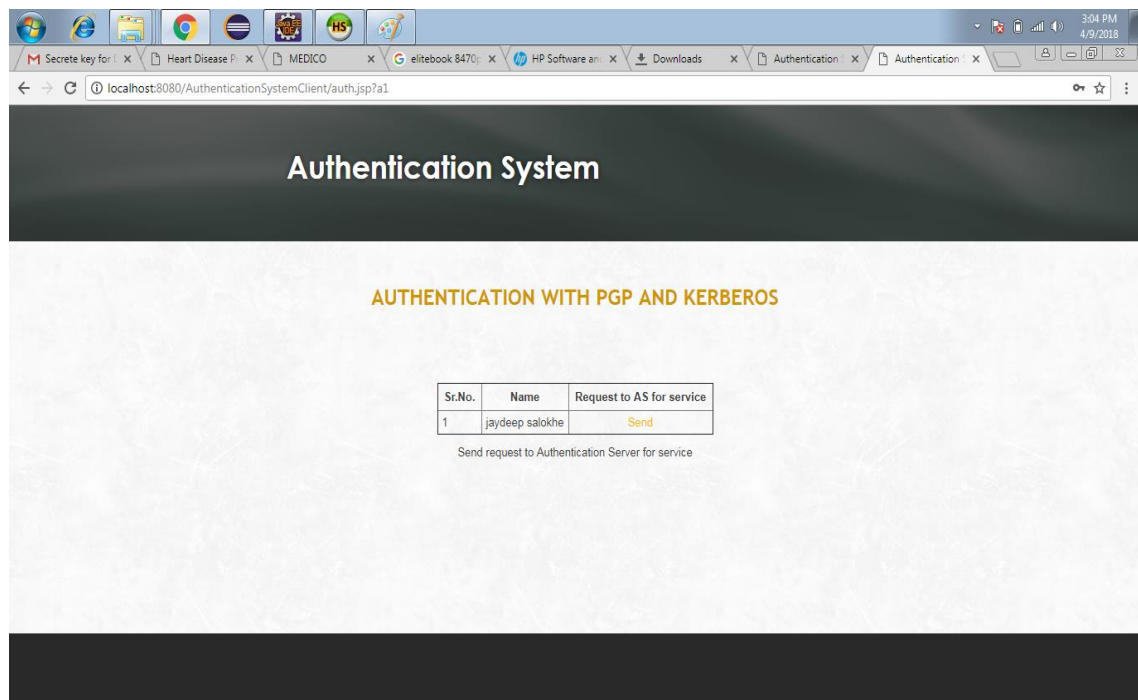 3:04 PM
4/9/2018
Secrete key for
Heart Disease P
MEDICO
elitebook 8470p
HP Software an
Downloads
Authentication
Authentication
localhost:8080/AuthenticationSystemClient/auth.jsp?a1
Authentication System
AUTHENTICATION WITH PGP AND KERBEROS
Sr.No. Name Request to AS for service
1 jaydeep salokhe Send
Send request to Authentication Server for service